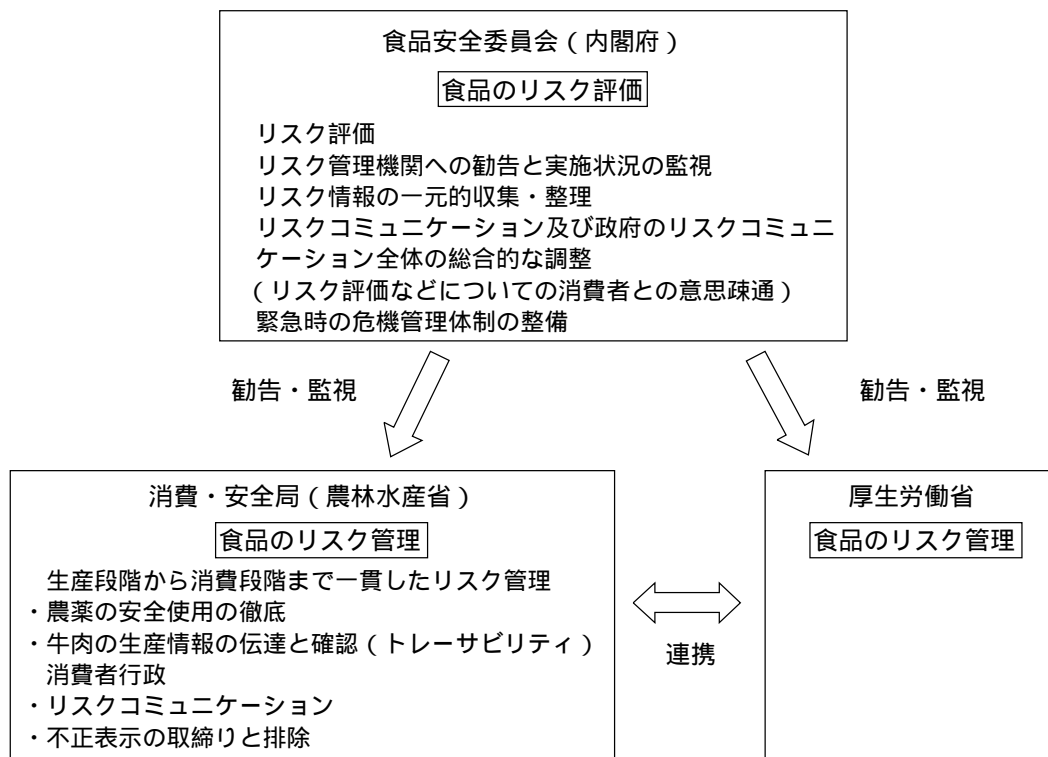 食品安全委員会(内閣府)
食品のリスク評価
リスク評価
リスク管理機関への勧告と実施状況の監視
リスク情報の一元的収集・整理
リスクコミュニケーション及び政府のリスクコミュニ
ケーション全体の総合的な調整
(リスク評価などについての消費者との意思疎通)
緊急時の危機管理体制の整備
勧告・監視
勧告・監視
消費・安全局(農林水産省)
食品のリスク管理
生産段階から消費段階まで一貫したリスク管理
・農薬の安全使用の徹底
・牛肉の生産情報の伝達と確認(トレーサビリティ)
消費者行政
・リスクコミュニケーション
・不正表示の取締りと排除
連携
厚生労働省
食品のリスク管理